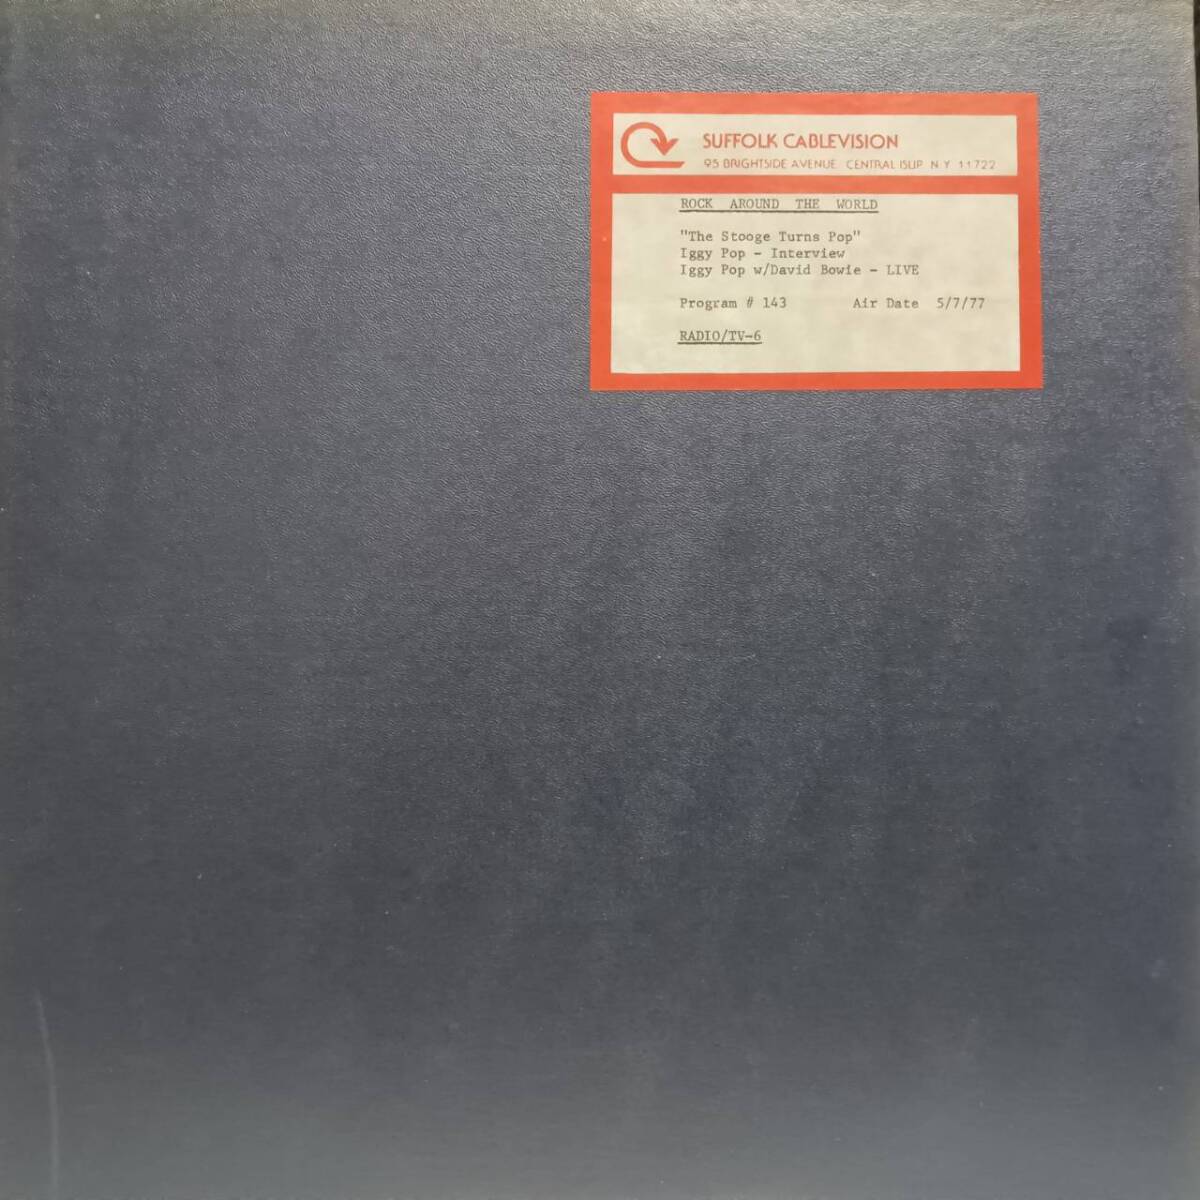 SUFFOLK CABLEVISION
95 BRIGHTSIDE AVENUE CENTRAL ISLIP N Y 11722
ROCK AROUND THE WORLD
"The Stooge Turns Pop"
Iggy Pop - Interview
Iggy Pop w/David Bowie - LIVE
Program # 143 Air Date 5/7/77
RADIO/TV-6